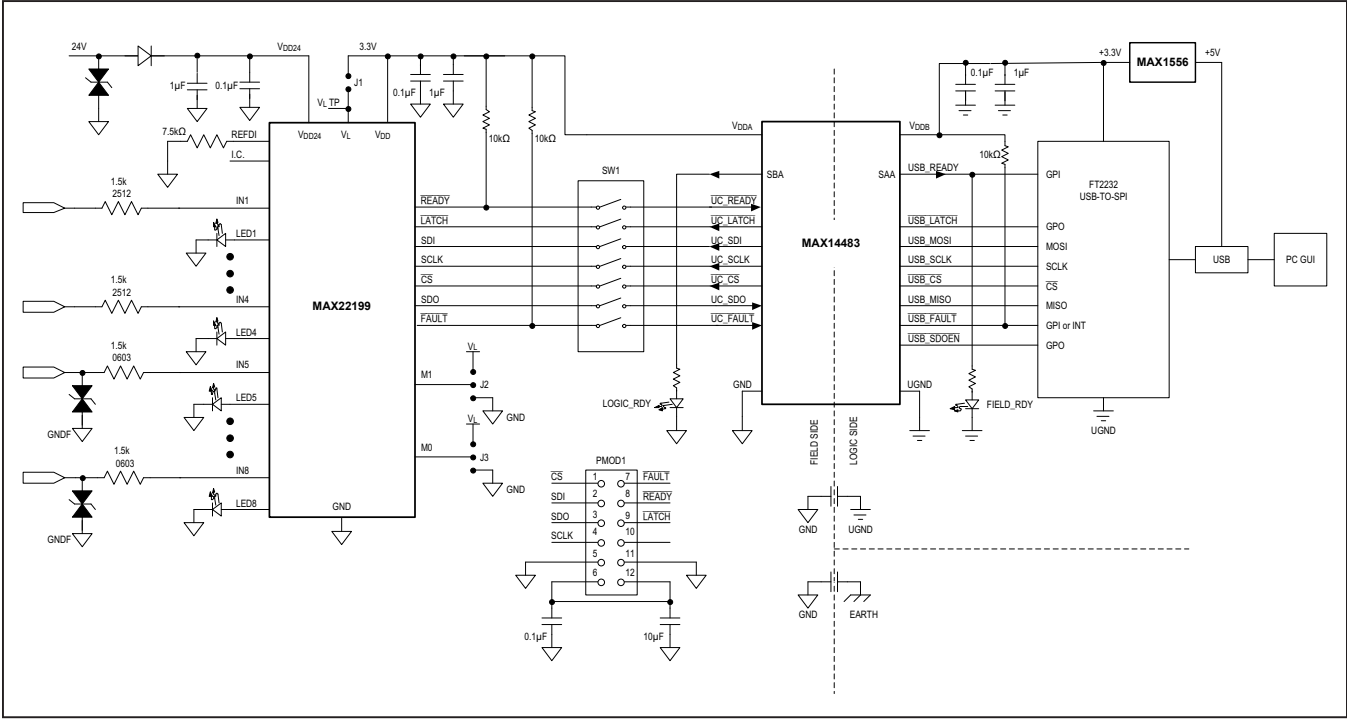 24V
VDD24
3.3V
+3.3V
+5V
MAX1556
1µF
0.1µF
J1
VL TP
0.1µF
1µF
0.1µF
1µF
7.5kΩ
REFDI
I.C.
VDD24
VL
VDD
10kΩ
10kΩ
VDDA
VDDB
10kΩ
SW1
SBA
SAA
USB_READY
GPI
FT2232
USB-TO-SPI
1.5k
2512
IN1
LED1
READY
UC_READY
LATCH
UC_LATCH
USB_LATCH
GPO
SDI
UC_SDI
MAX14483
USB_MOSI
MOSI
SCLK
UC_SCLK
USB_SCLK
SCLK
USB
PC GUI
CS
UC_CS
USB_CS
CS
1.5k
2512
IN4
MAX22199
SDO
UC_SDO
USB_MISO
MISO
FAULT
UC_FAULT
USB_FAULT
GPI or INT
LED4
USB_SDOEN
GPO
1.5k
0603
IN5
VL
M1
J2
GND
GND
UGND
LED5
LOGIC_RDY
FIELD_RDY
GNDF
VL
UGND
M0
J3
GND
FIELD SIDE
LOGIC SIDE
1.5k
0603
IN8
LED8
GNDF
GND
PMOD1
CS
1
7
FAULT
SDI
2
8
READY
SDO
3
9
LATCH
SCLK
4
10
5
11
6
12
0.1µF
10µF
GND
UGND
GND
EARTH